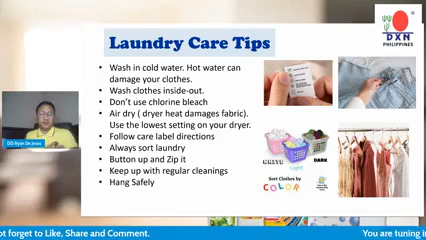 Laundry Care Tips
DXN
PHILIPPINES
• Wash in cold water. Hot water can
damage your clothes.
• Wash clothes inside-out.
• Don't use chlorine bleach
• Air dry ( dryer heat damages fabric).
Use the lowest setting on your dryer.
• Follow care label directions
• Always sort laundry
• Button up and Zip it
• Keep up with regular cleanings
• Hang Safely
WHITE
Light
DARK
Sort Clothes by
COLOR
DD Ryan De Jesus
ot forget to Like, Share and Comment.
You are tuning in